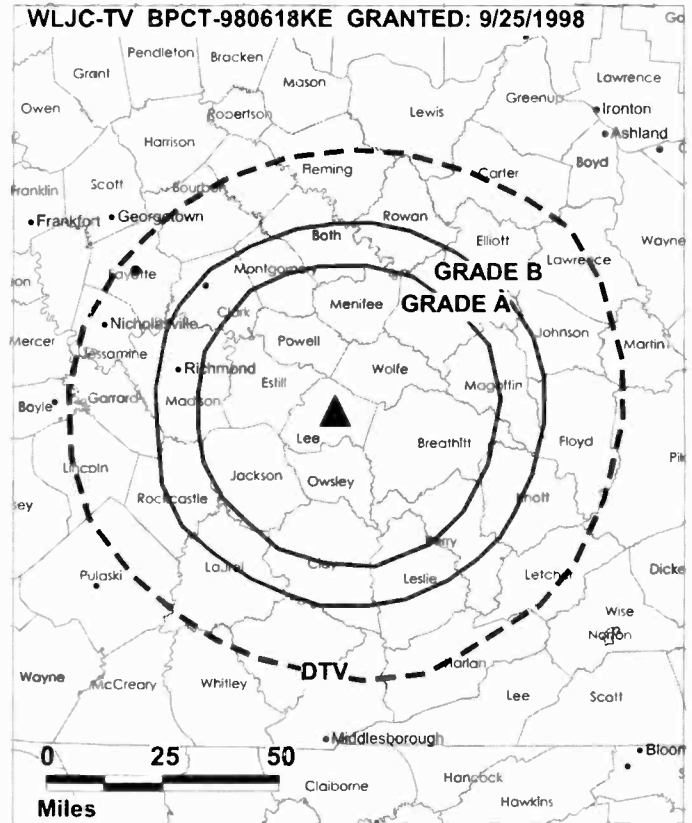 WLJC-TV BPCT-980618KE GRANTED: 9/25/1998
Pendleton
Bracken
Grant
Mason
Lawrence
Owen
Robertson
Lewis
Greenup
Ironton
Ashland
Harrison
Boyd
Fleming
Carter
Franklin
Scott
Bourbon
Frankfort
Georgetown
Rowan
Bath
Elliott
Wayne
Lawrence
Fayette
Montgomery
GRADE B
Menifee
GRADE A
Clark
Nicholasville
Johnson
Mercer
Powell
Martin
Jessamine
Richmond
Wolfe
Estill
Magoffin
Boyle
Garrard
Madison
Lee
Breathitt
Floyd
Lincoln
Jackson
Owsley
Rockcastle
Knott
Perry
Laurel
Clay
Leslie
Letcher
Pulaski
Wise
Norton
DTV
Harlan
Wayne
McCreary
Whitley
Lee
Scott
Middlesborough
0 25 50
Bloom
Claiborne
Hancock
Hawkins
Miles